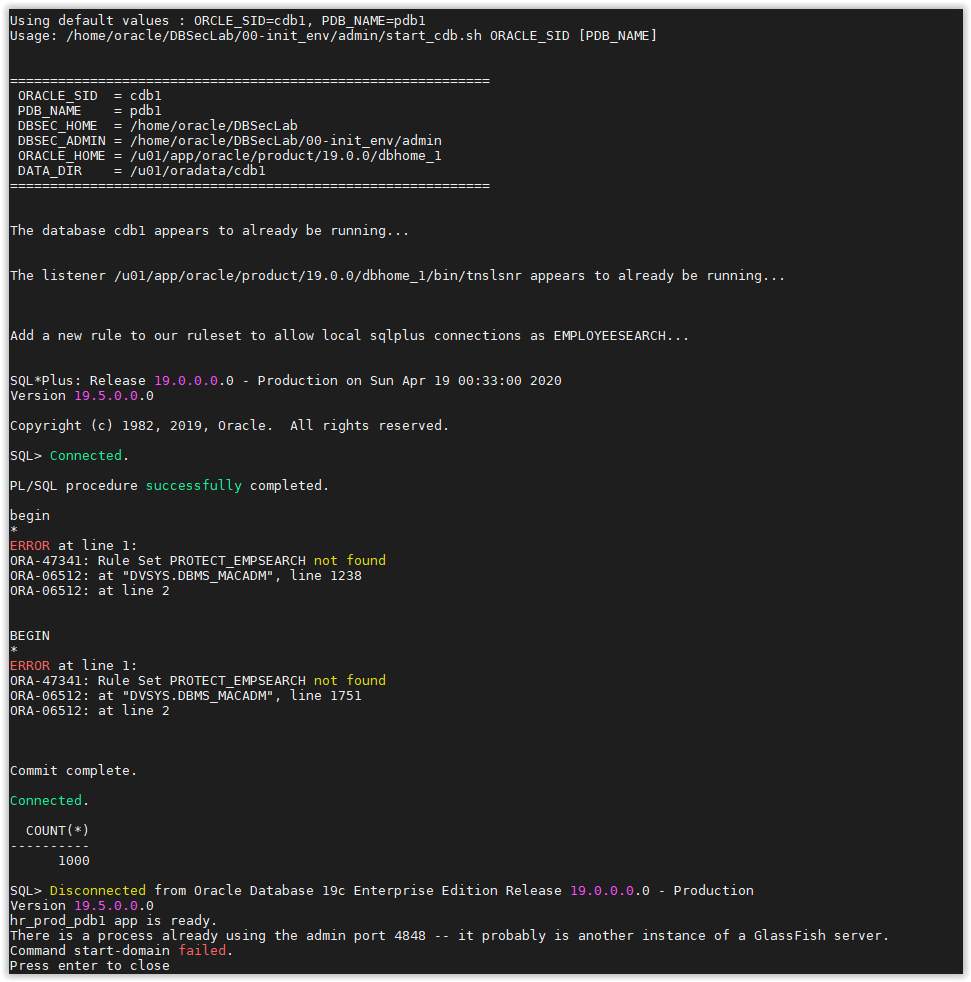 Using default values : ORCLE_SID=cdb1, PDB_NAME=pdb1
Usage: /home/oracle/DBSecLab/00-init_env/admin/start_cdb.sh ORACLE_SID [PDB_NAME]
============================================================
ORACLE_SID  = cdb1
PDB_NAME    = pdb1
DBSEC_HOME  = /home/oracle/DBSecLab
DBSEC_ADMIN = /home/oracle/DBSecLab/00-init_env/admin
ORACLE_HOME = /u01/app/oracle/product/19.0.0/dbhome_1
DATA_DIR    = /u01/oradata/cdb1
============================================================
The database cdb1 appears to already be running...
The listener /u01/app/oracle/product/19.0.0/dbhome_1/bin/tnslsnr appears to already be running...
Add a new rule to our ruleset to allow local sqlplus connections as EMPLOYEESEARCH...
SQL*Plus: Release 19.0.0.0.0 - Production on Sun Apr 19 00:33:00 2020
Version 19.5.0.0.0
Copyright (c) 1982, 2019, Oracle.  All rights reserved.
SQL> Connected.
PL/SQL procedure successfully completed.
begin
*
ERROR at line 1:
ORA-47341: Rule Set PROTECT_EMPSEARCH not found
ORA-06512: at "DVSYS.DBMS_MACADM", line 1238
ORA-06512: at line 2
BEGIN
*
ERROR at line 1:
ORA-47341: Rule Set PROTECT_EMPSEARCH not found
ORA-06512: at "DVSYS.DBMS_MACADM", line 1751
ORA-06512: at line 2
Commit complete.
Connected.
COUNT(*)
----------
1000
SQL> Disconnected from Oracle Database 19c Enterprise Edition Release 19.0.0.0.0 - Production
Version 19.5.0.0.0
hr_prod_pdb1 app is ready.
There is a process already using the admin port 4848 -- it probably is another instance of a GlassFish server.
Command start-domain failed.
Press enter to close